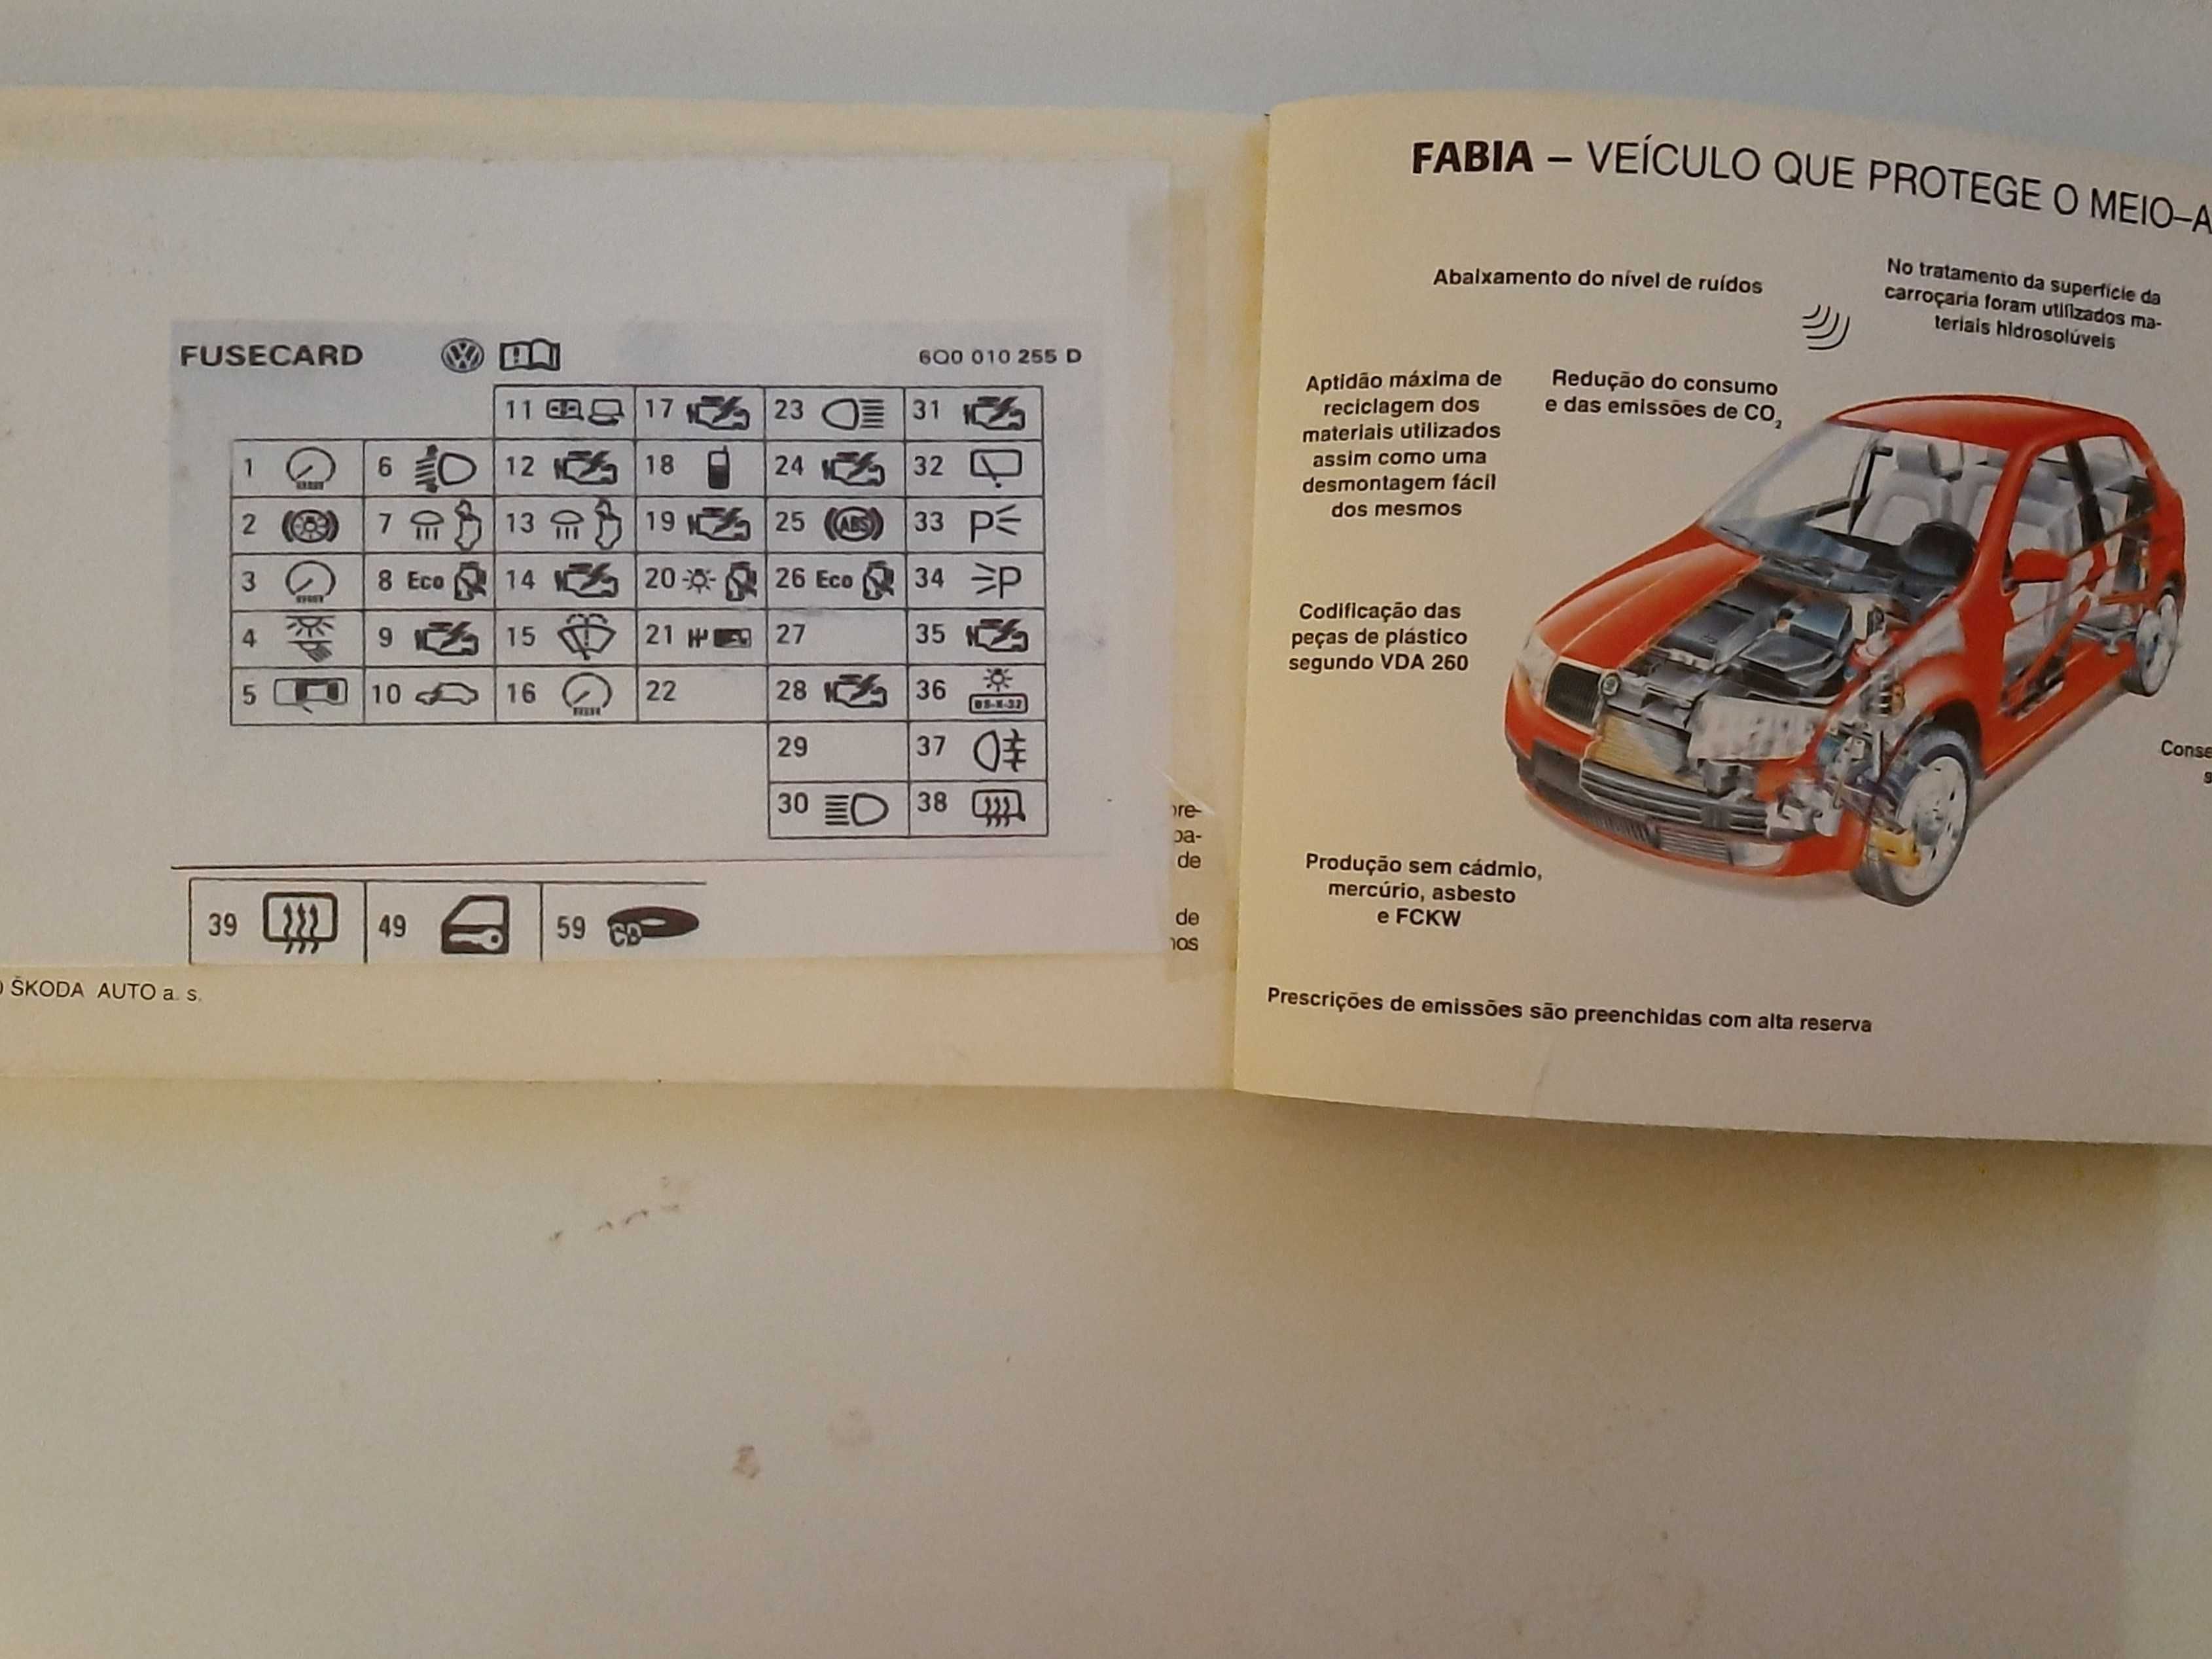 FUSECARD
6Q0 010 255 D
11 17 23 31
1 6 12 18 24 32
2 7 13 19 25 ABS 33 P
3 8 Eco 14 20 26 Eco 34 P
4 9 15 21 27 35
5 10 16 22 28 36
29 37
30 38
39 49 59 CD
ŠKODA AUTO a. s.
de
de
FABIA – VEÍCULO QUE PROTEGE O MEIO–A
Abaixamento do nível de ruídos
No tratamento da superfície da
carroçaria foram utilizados ma-
teriais hidrosolúveis
Aptidão máxima de
reciclagem dos
materiais utilizados
assim como uma
desmontagem fácil
dos mesmos
Redução do consumo
e das emissões de CO₂
Codificação das
peças de plástico
segundo VDA 260
Conse
Produção sem cádmio,
mercúrio, asbesto
e FCKW
Prescrições de emissões são preenchidas com alta reserva